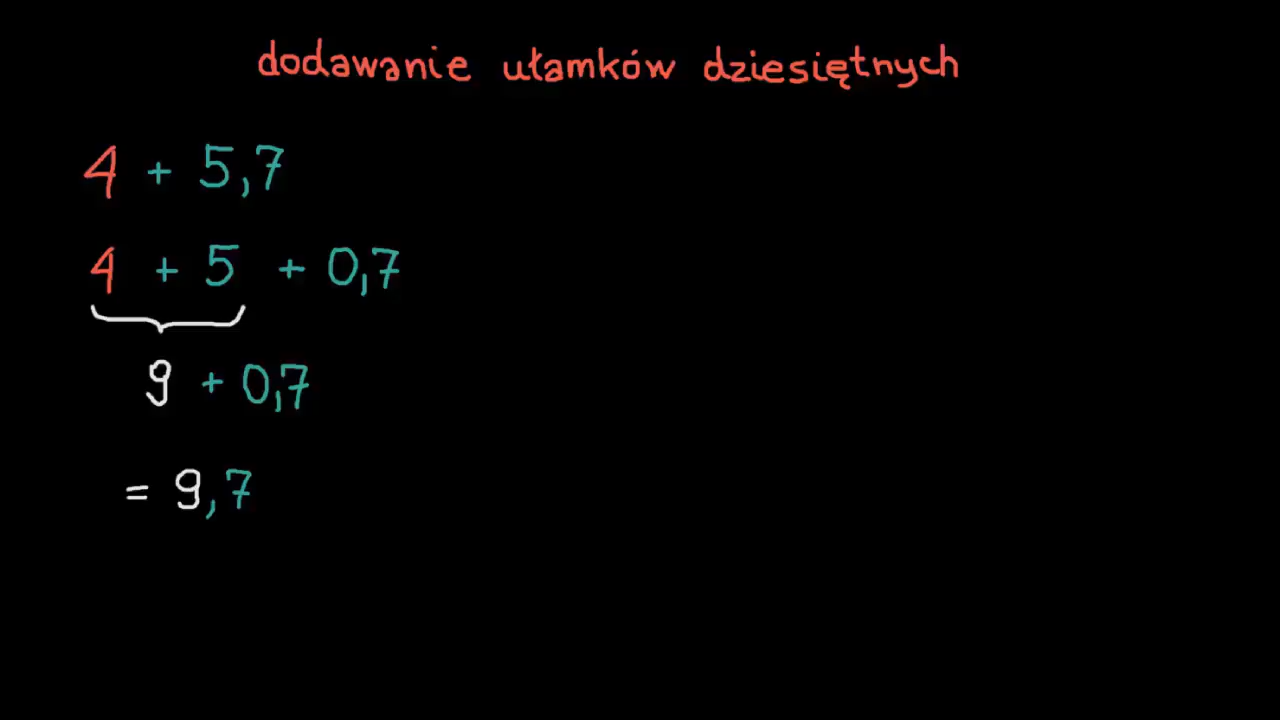 dodawanie ułamków dziesiętnych
4 + 5,7
4 + 5 + 0,7
9 + 0,7
= 9,7